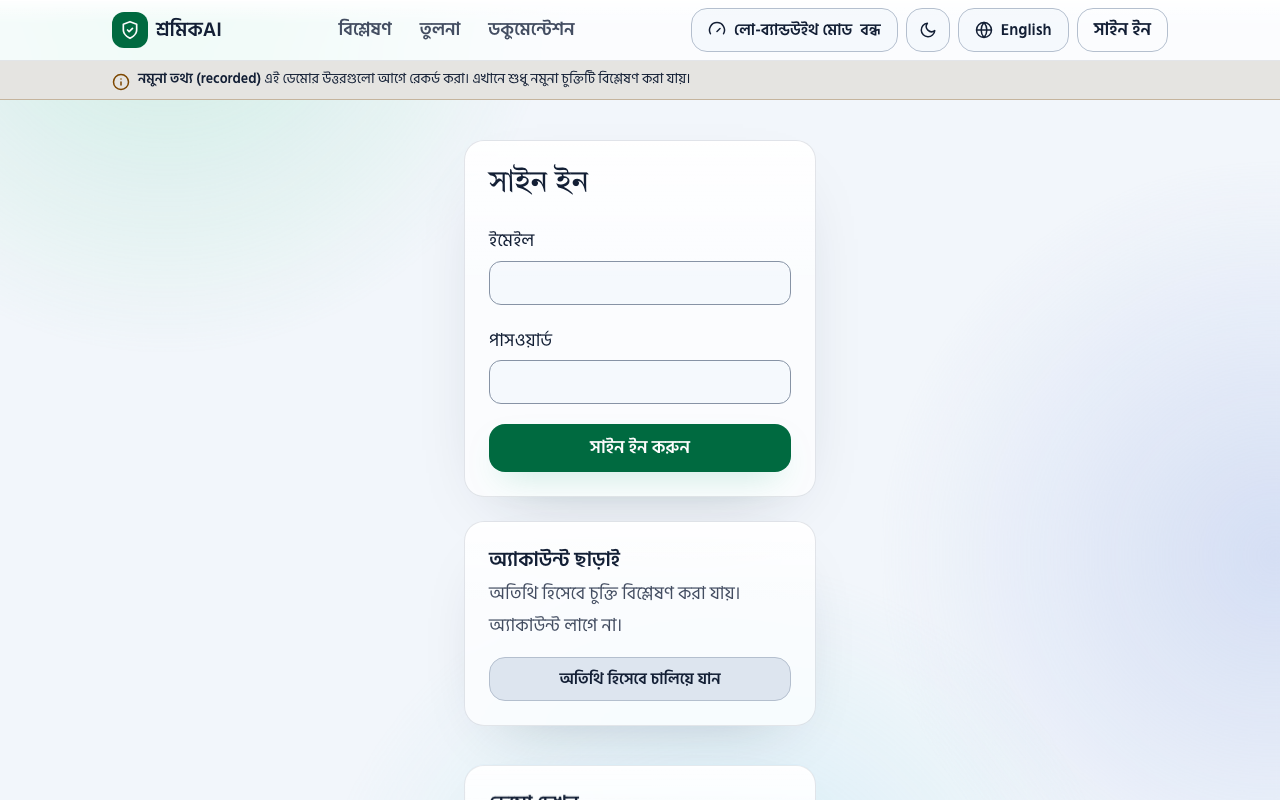 শ্রমিকAI
বিশ্লেষণ
তুলনা
ডকুমেন্টেশন
লো-ব্যান্ডউইথ মোড বন্ধ
English
সাইন ইন
নমুনা তথ্য (recorded) এই ডেমোর উত্তরগুলো আগে রেকর্ড করা। এখানে শুধু নমুনা চুক্তিটি বিশ্লেষণ করা যায়।
সাইন ইন
ইমেইল
পাসওয়ার্ড
সাইন ইন করুন
অ্যাকাউন্ট ছাড়াই
অতিথি হিসেবে চুক্তি বিশ্লেষণ করা যায়।
অ্যাকাউন্ট লাগে না।
অতিথি হিসেবে চালিয়ে যান